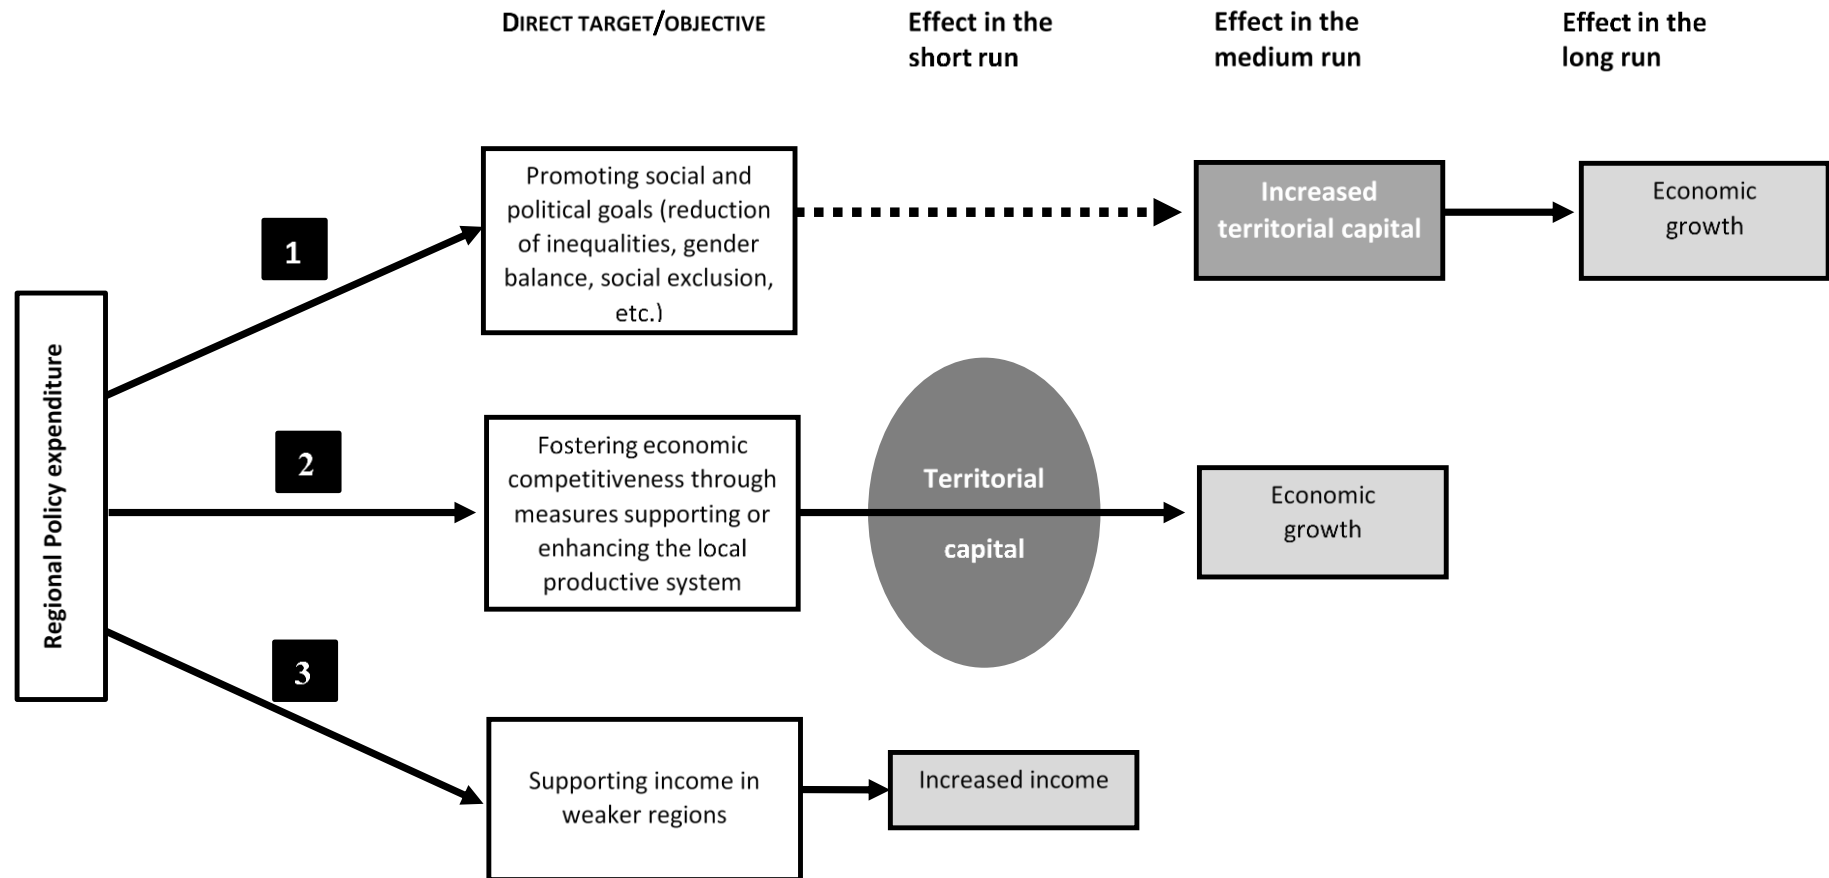 DIRECT TARGET/OBJECTIVE
Effect in the
short run
Effect in the
medium run
Effect in the
long run
Regional Policy expenditure
1
Promoting social and
political goals (reduction
of inequalities, gender
balance, social exclusion,
etc.)
Increased
territorial capital
Economic
growth
2
Fostering economic
competitiveness through
measures supporting or
enhancing the local
productive system
Territorial
capital
Economic
growth
3
Supporting income in
weaker regions
Increased income